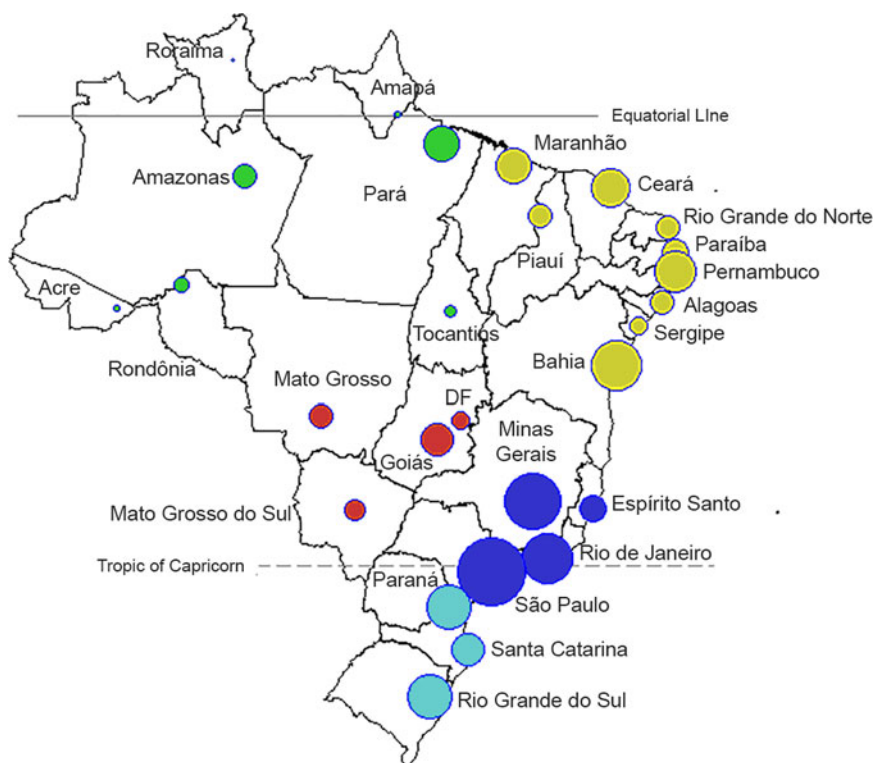 Roraima
Amapá
Equatorial LIne
Maranhão
Amazonas
Pará
Ceará
Rio Grande do Norte
Paraíba
Piauí
Pernambuco
Acre
Alagoas
Tocantins
Sergipe
Rondônia
Bahia
Mato Grosso
DF
Minas
Gerais
Goiás
Mato Grosso do Sul
Espírito Santo
Rio de Janeiro
Tropic of Capricorn
Paraná
São Paulo
Santa Catarina
Rio Grande do Sul